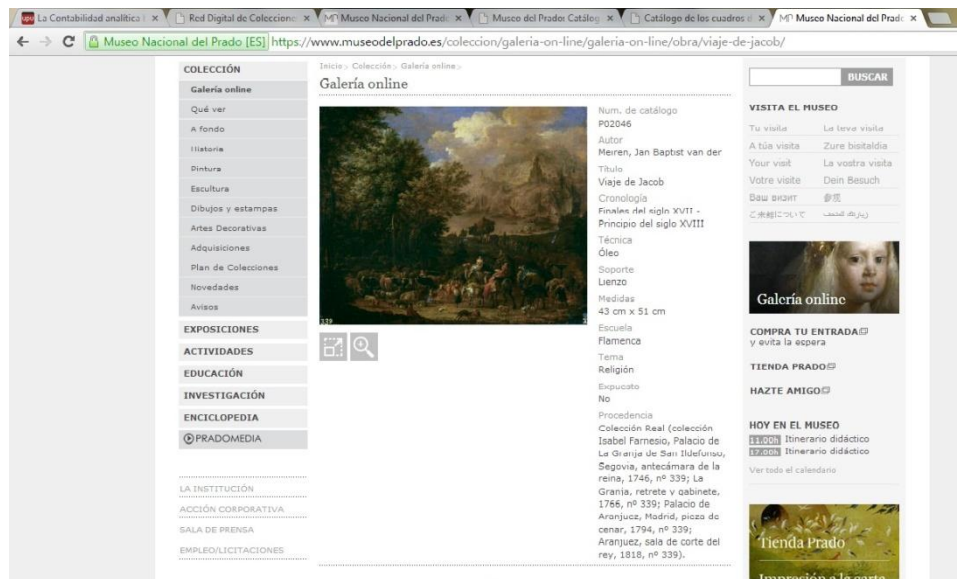 La Contabilidad analítica
Red Digital de Coleccione
Museo Nacional del Prado
Museo del Prado: Catálog
Catálogo de los cuadros d
Museo Nacional del Prado
Museo Nacional del Prado [ES] https://www.museodelprado.es/coleccion/galeria-on-line/galeria-on-line/obra/viaje-de-jacob/
COLECCIÓN
Galería online
Qué ver
A fondo
Historia
Pintura
Escultura
Dibujos y estampas
Artes Decorativas
Adquisiciones
Plan de Colecciones
Novedades
Avisos
EXPOSICIONES
ACTIVIDADES
EDUCACIÓN
INVESTIGACIÓN
ENCICLOPEDIA
PRADOMEDIA
LA INSTITUCIÓN
ACCIÓN CORPORATIVA
SALA DE PRENSA
EMPLEO/LICITACIONES
Inicio > Colección > Galería online >
Galería online
339
Num. de catálogo
P02046
Autor
Meiren, Jan Baptist van der
Título
Viaje de Jacob
Cronología
Finales del siglo XVII -
Principio del siglo XVIII
Técnica
Óleo
Soporte
Lienzo
Medidas
43 cm x 51 cm
Escuela
Flamenca
Tema
Religión
Expuesto
No
Procedencia
Colección Real (colección
Isabel Farnesio, Palacio de
La Granja de San Ildefonso,
Segovia, antecámara de la
reina, 1746, nº 339; La
Granja, retrete y gabinete,
1766, nº 339; Palacio de
Aranjuez, Madrid, pieza de
cenar, 1794, nº 339;
Aranjuez, sala de corte del
rey, 1818, nº 339).
BUSCAR
VISITA EL MUSEO
Tu visita La teva visita
A túa visita Zure bisitaldia
Your visit La vostra visita
Votre visite Dein Besuch
Ваш визит 参观
ご来館について
Galería online
COMPRA TU ENTRADA
y evita la espera
TIENDA PRADO
HAZTE AMIGO
HOY EN EL MUSEO
11.00h Itinerario didáctico
17.00h Itinerario didáctico
Ver todo el calendario
Tienda Prado
Impresión a la carta